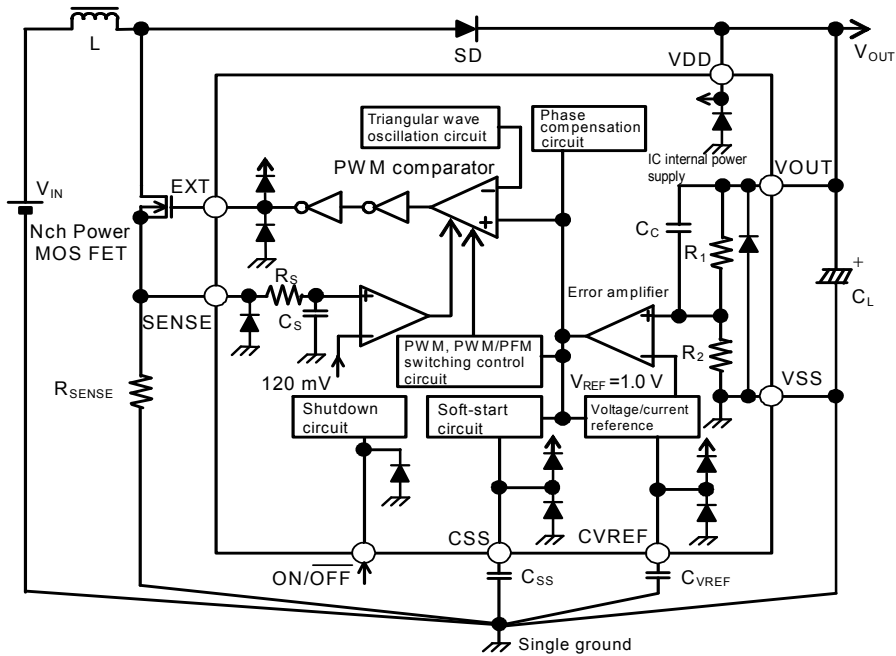 L
SD
VDD
VOUT
Triangular wave
oscillation circuit
Phase
compensation
circuit
IC internal power
supply
VOUT
PWM comparator
VIN
EXT
Nch Power
MOS FET
−
+
CC
R1
+
CL
RS
Error amplifier
SENSE
CS
+
−
+
−
R2
120 mV
PWM, PWM/PFM
switching control
circuit
VREF =1.0 V
VSS
RSENSE
Shutdown
circuit
Soft-start
circuit
Voltage/current
reference
CSS
CVREF
ON/OFF
CSS
CVREF
Single ground